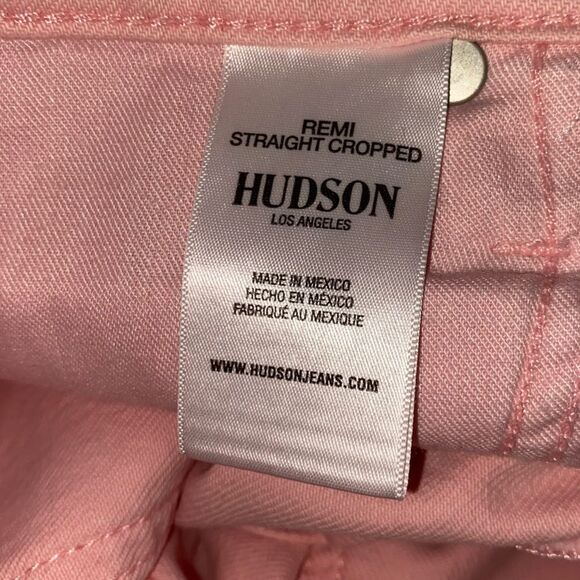 REMI
STRAIGHT CROPPED
HUDSON
LOS ANGELES
MADE IN MEXICO
HECHO EN MÉXICO
FABRIQUÉ AU MEXIQUE
WWW.HUDSONJEANS.COM